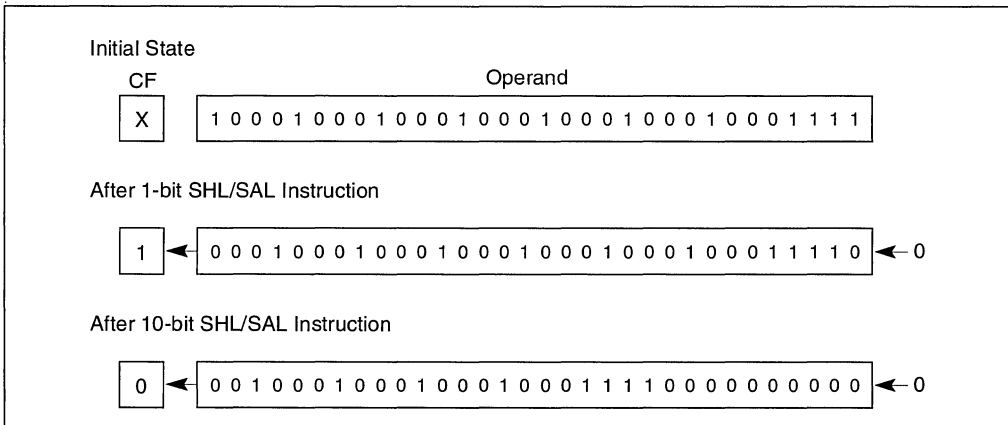 Initial State
CF Operand
X 1 0 0 0 1 0 0 0 1 0 0 0 1 0 0 0 1 0 0 0 1 0 0 0 1 0 0 0 1 1 1 1
After 1-bit SHL/SAL Instruction
1 0 0 0 1 0 0 0 1 0 0 0 1 0 0 0 1 0 0 0 1 0 0 0 1 0 0 0 1 1 1 1 0 0
After 10-bit SHL/SAL Instruction
0 0 0 1 0 0 0 1 0 0 0 1 0 0 0 1 0 0 0 1 1 1 1 0 0 0 0 0 0 0 0 0 0 0